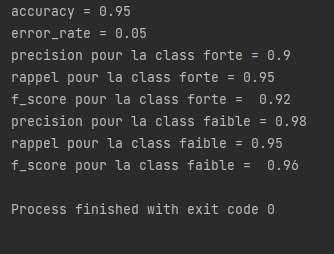 accuracy = 0.95
error_rate = 0.05
precision pour la class forte = 0.9
rappel pour la class forte = 0.95
f_score pour la class forte =  0.92
precision pour la class faible = 0.98
rappel pour la class faible = 0.95
f_score pour la class faible =  0.96
Process finished with exit code 0